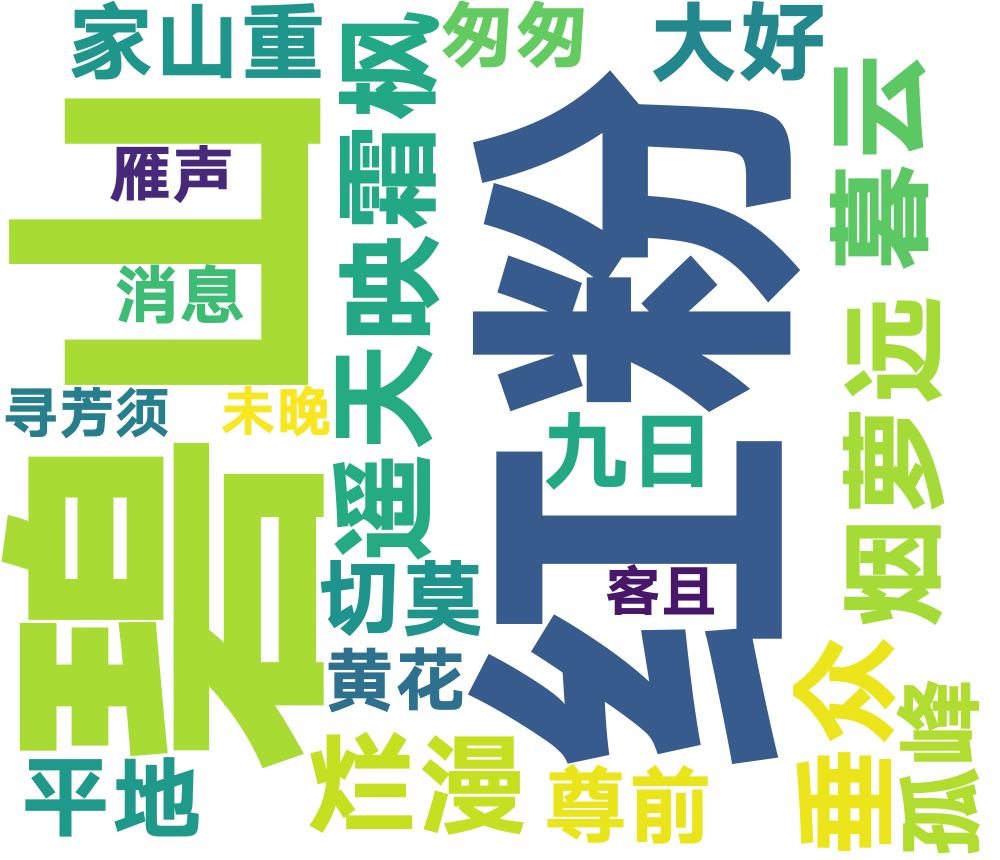 家山重
匆匆
大好
碧山
红粉
遥天映霜枫
暮云
雁声
消息
烟萝远
寻芳须
未晚
九日
切莫
客且
黄花
垂众
孤峰
平地
烂漫
尊前